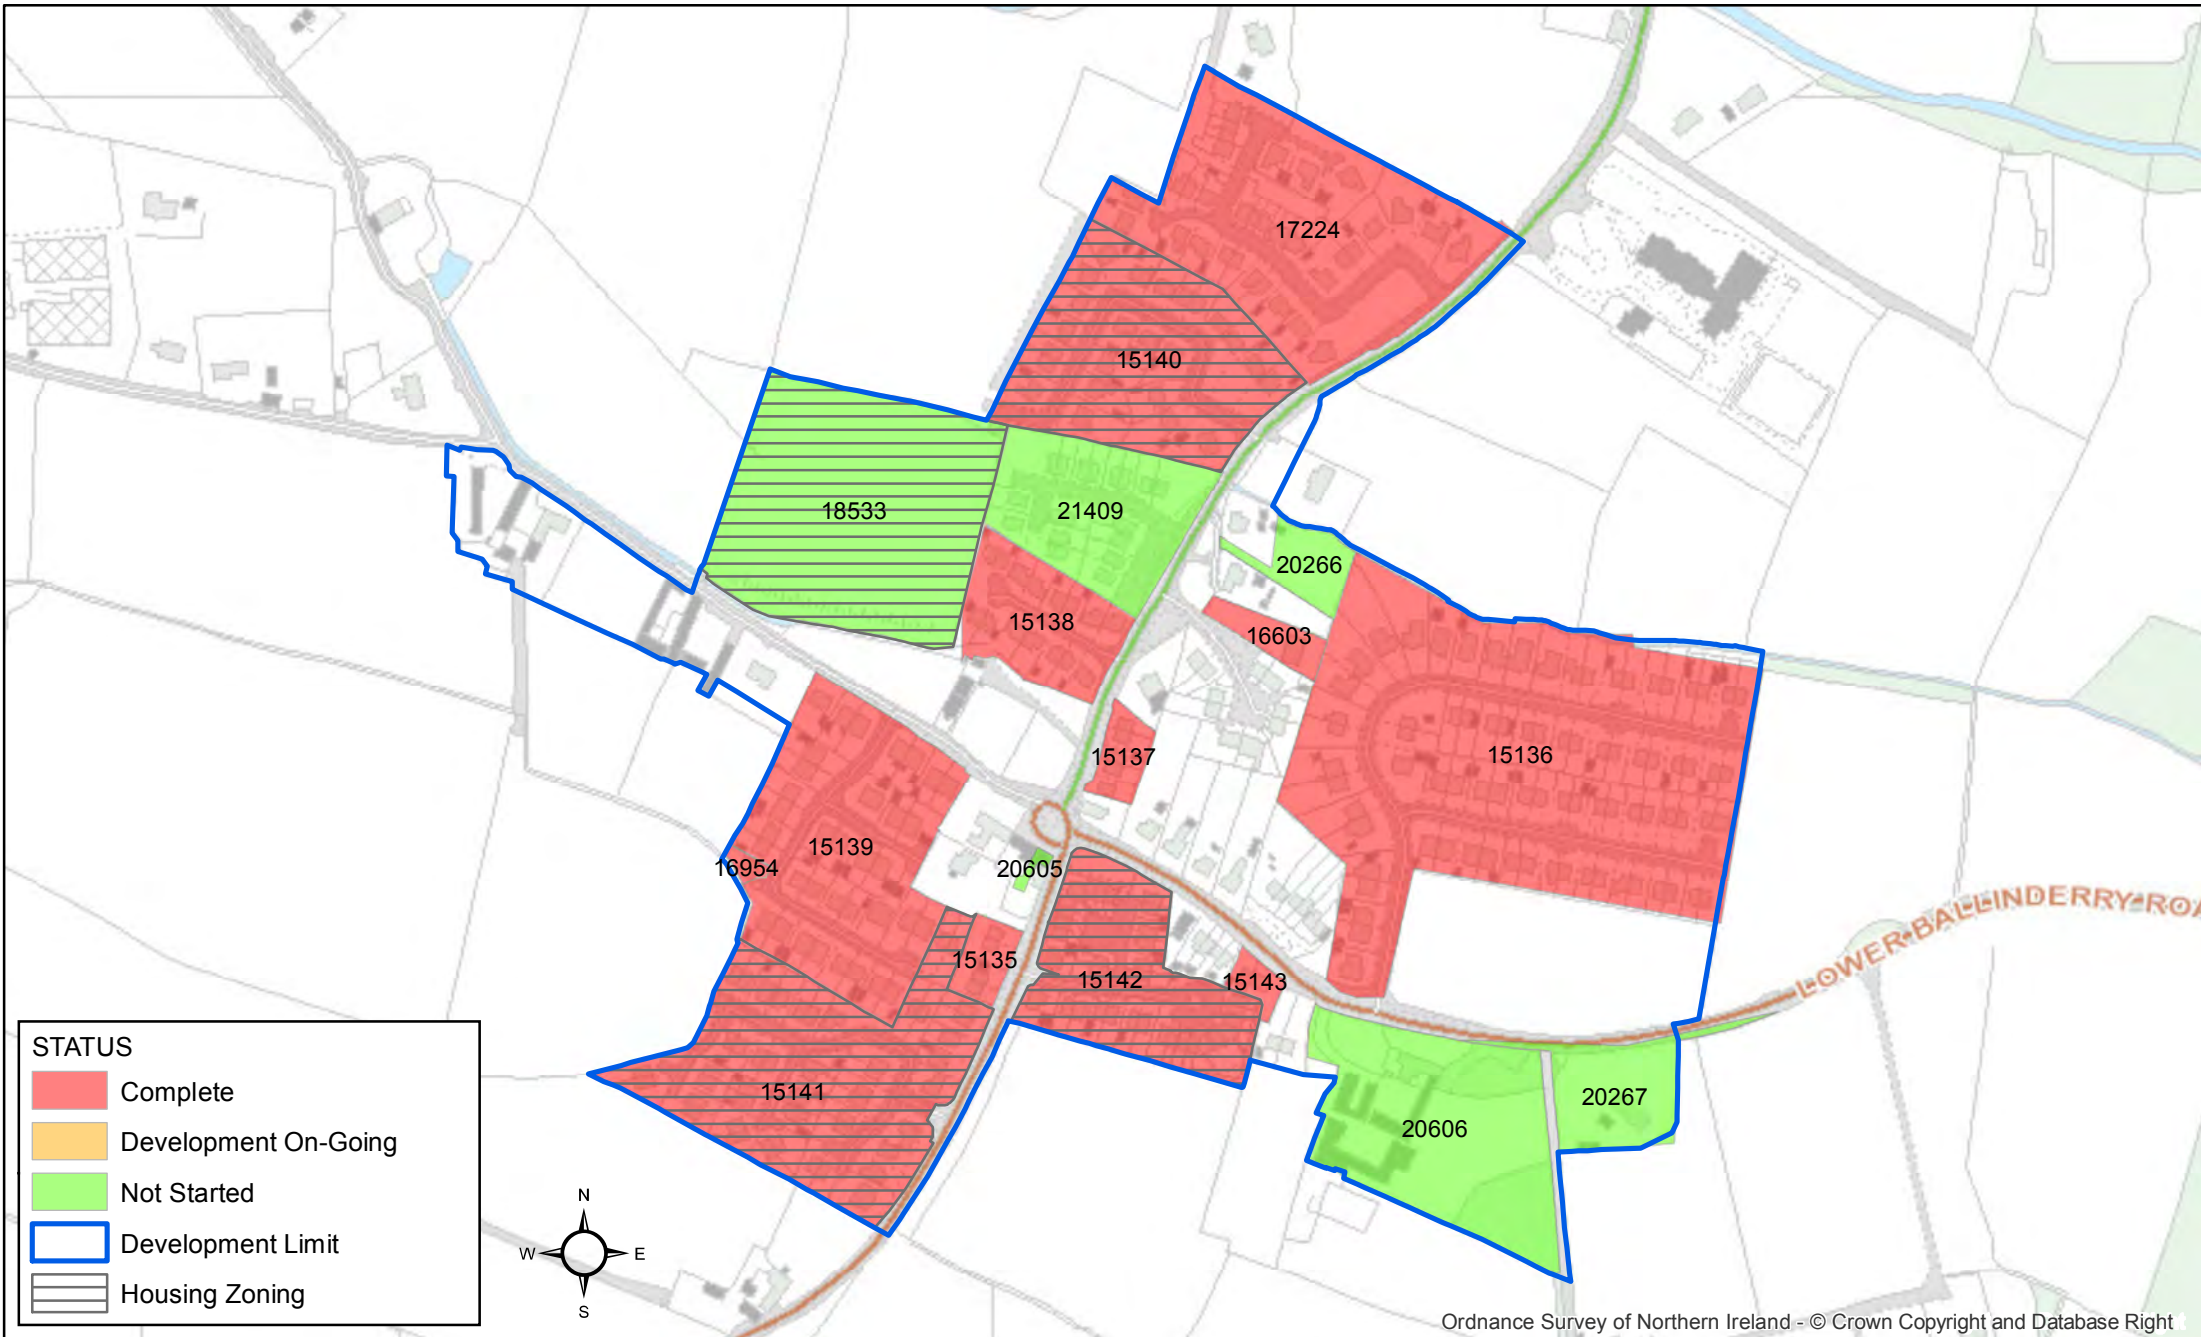 17224
15140
18533
21409
20266
15138
16603
15137
15136
15139
16954
20605
15135
15142
15143
LOWER BALLINDERRY ROA
15141
20606
20267
STATUS
Complete
Development On-Going
Not Started
Development Limit
Housing Zoning
N
W
E
S
Ordnance Survey of Northern Ireland - © Crown Copyright and Database Right